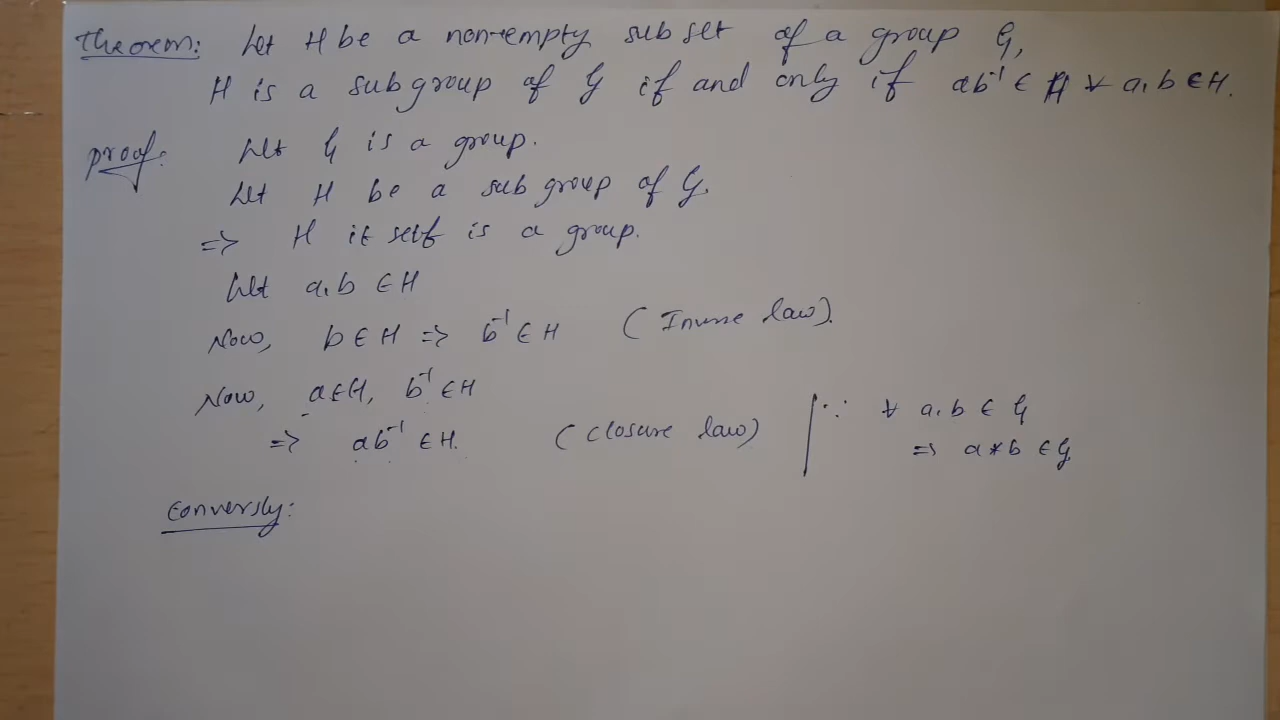 Theorem: Let H be a non-empty subset of a group G,
H is a subgroup of G if and only if ab⁻¹ ∈ H ∀ a, b ∈ H.
proof: Let G is a group.
Let H be a sub group of G.
=> H it self is a group.
Let a, b ∈ H
Now, b ∈ H => b⁻¹ ∈ H (Inverse law).
Now, a ∈ H, b⁻¹ ∈ H
=> ab⁻¹ ∈ H. (closure law)
∵ ∀ a, b ∈ G
=> a * b ∈ G
Conversly: